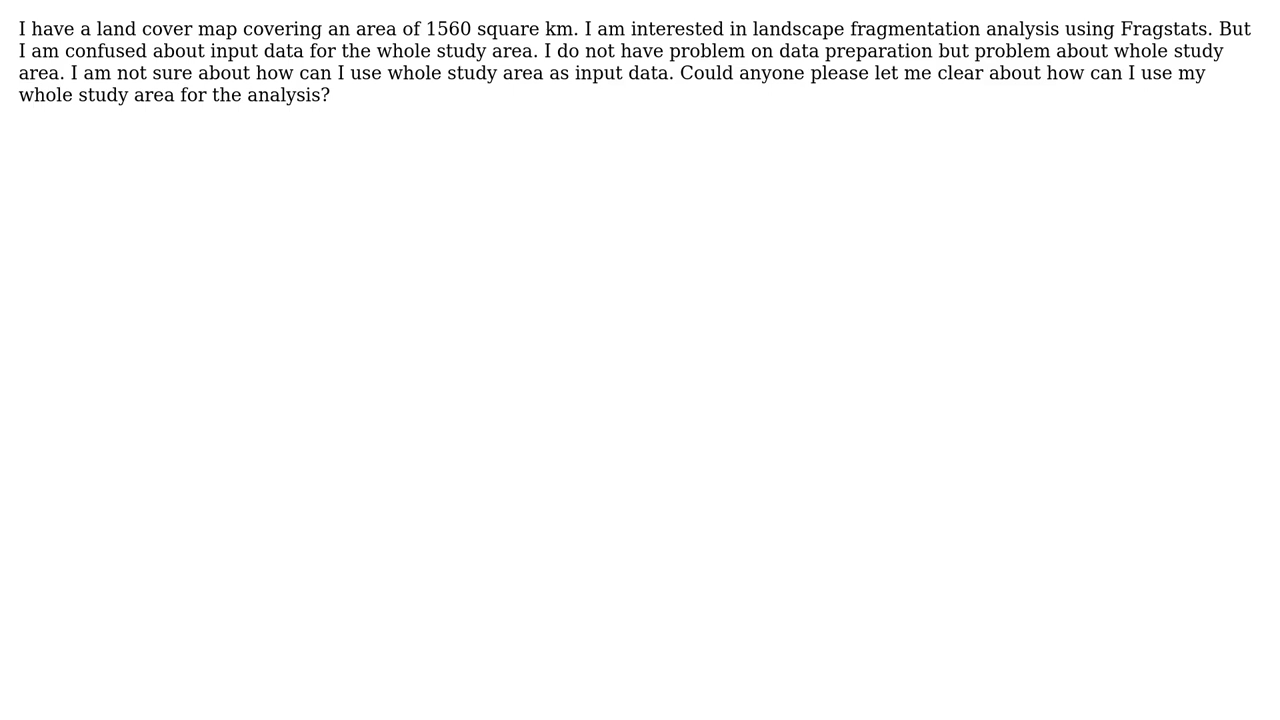 I have a land cover map covering an area of 1560 square km. I am interested in landscape fragmentation analysis using Fragstats. But
I am confused about input data for the whole study area. I do not have problem on data preparation but problem about whole study
area. I am not sure about how can I use whole study area as input data. Could anyone please let me clear about how can I use my
whole study area for the analysis?